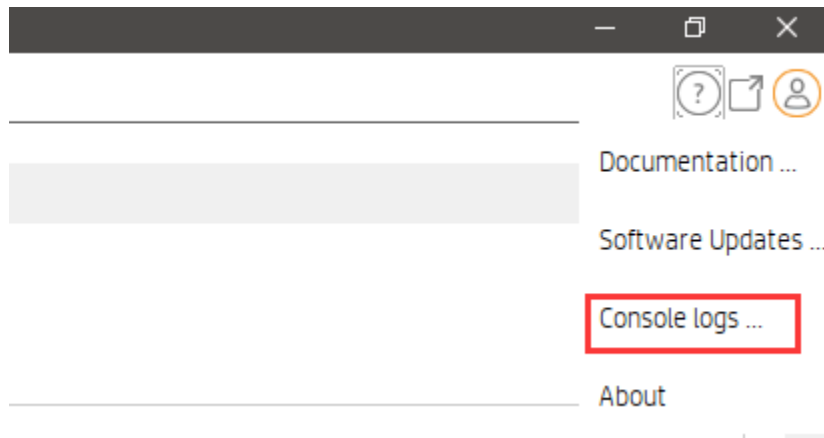 ?
Documentation ...
Software Updates ...
Console logs ...
About